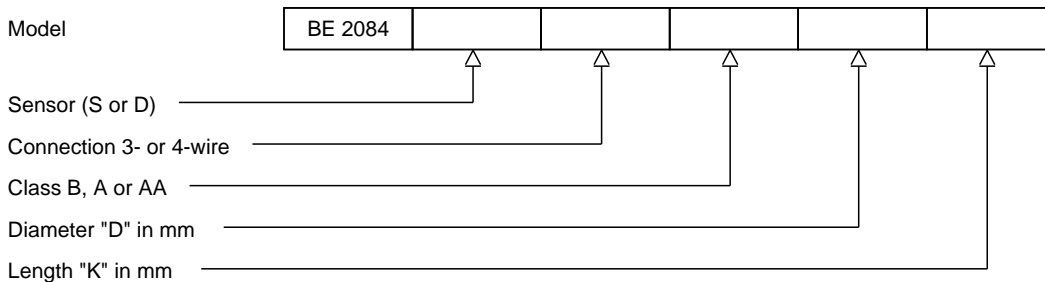 Model BE 2084
Sensor (S or D)
Connection 3- or 4-wire
Class B, A or AA
Diameter "D" in mm
Length "K" in mm